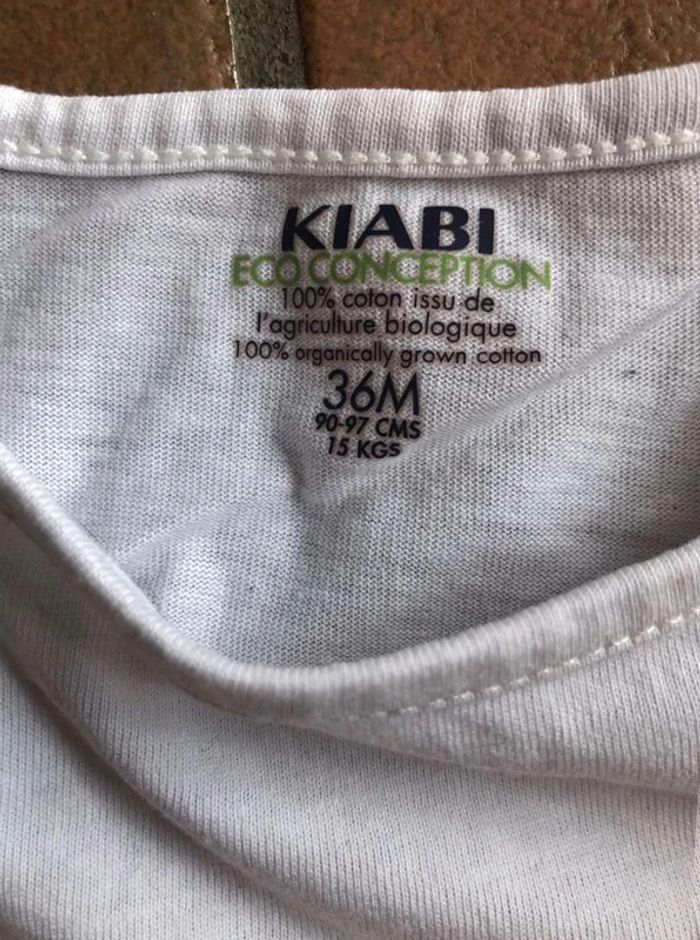 KIABI
ECO CONCEPTION
100% coton issu de
l'agriculture biologique
100% organically grown cotton
36M
90-97 CMS
15 KGs